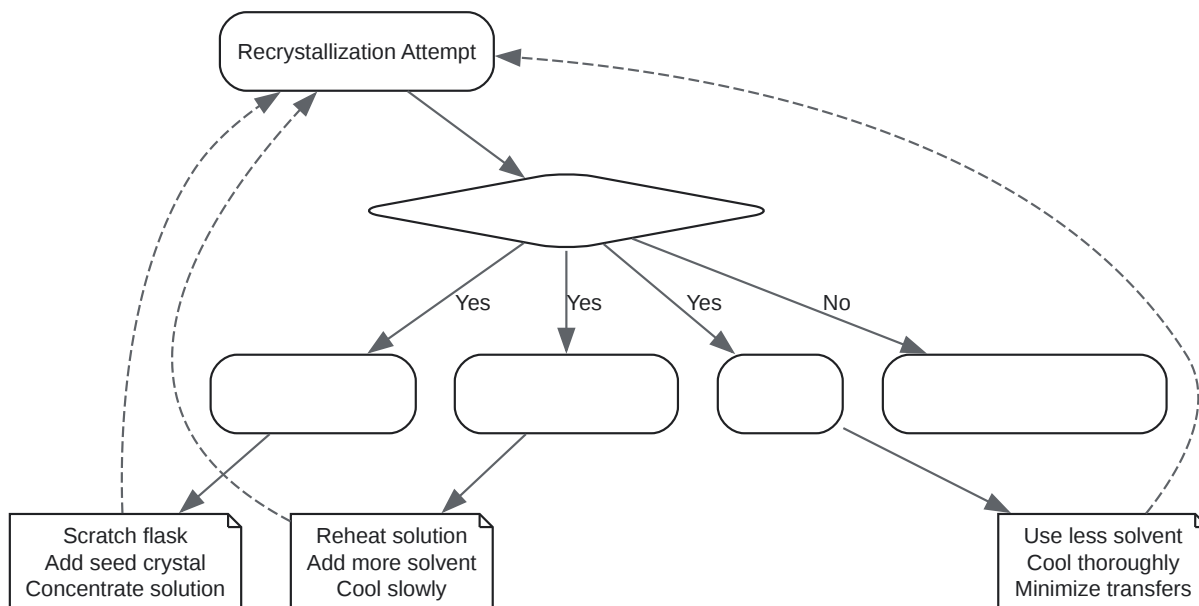 Recrystallization Attempt
Yes
Yes
Yes
No
Scratch flask
Add seed crystal
Concentrate solution
Reheat solution
Add more solvent
Cool slowly
Use less solvent
Cool thoroughly
Minimize transfers